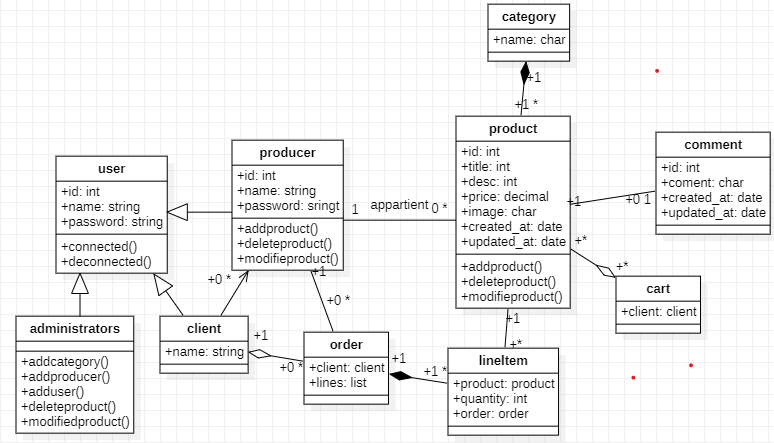 category
+name: char
+1
+1 *
product
+id: int
+title: int
+desc: int
+price: decimal
+image: char
+created_at: date
+updated_at: date
+addproduct()
+deleteproduct()
+modifieproduct()
comment
+id: int
+coment: char
+created_at: date
+updated_at: date
+1
+0 1
producer
+id: int
+name: string
+password: sringt
+addproduct()
+deleteproduct()
+modifieproduct()
1
appartient
0 *
user
+id: int
+name: string
+password: string
+connected()
+deconnected()
+*
+*
cart
+client: client
+0 *
+1
+0 *
administrators
+addcategory()
+addproducer()
+adduser()
+deleteproduct()
+modifiedproduct()
client
+name: string
+1
+0 *
order
+client: client
+lines: list
+1
+1 *
+1
+*
lineItem
+product: product
+quantity: int
+order: order